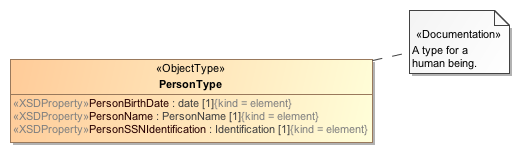 «Documentation»
A type for a
human being.
«ObjectType»
PersonType
«XSDProperty»PersonBirthDate : date [1]{kind = element}
«XSDProperty»PersonName : PersonName [1]{kind = element}
«XSDProperty»PersonSSNIdentification : Identification [1]{kind = element}